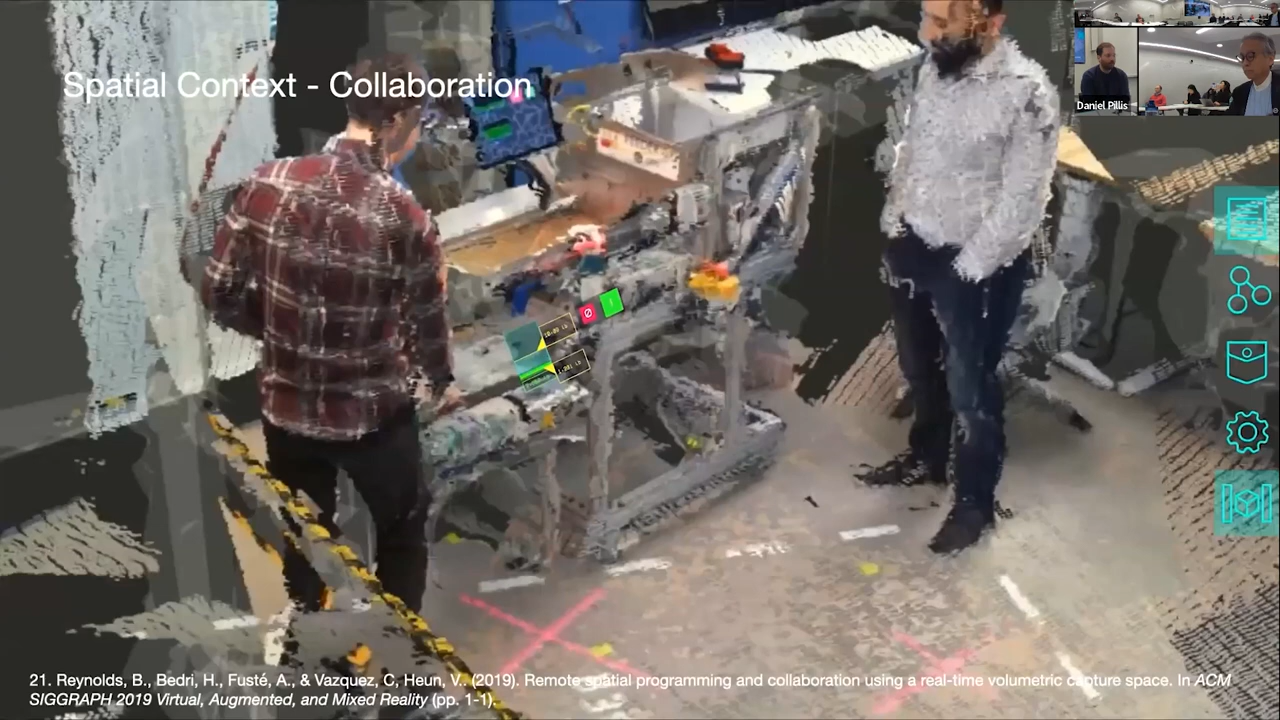 Spatial Context - Collaboration
Daniel Pillis
21. Reynolds, B., Bedri, H., Fusté, A., & Vazquez, C, Heun, V.. (2019). Remote spatial programming and collaboration using a real-time volumetric capture space. In ACM
SIGGRAPH 2019 Virtual, Augmented, and Mixed Reality (pp. 1-1).